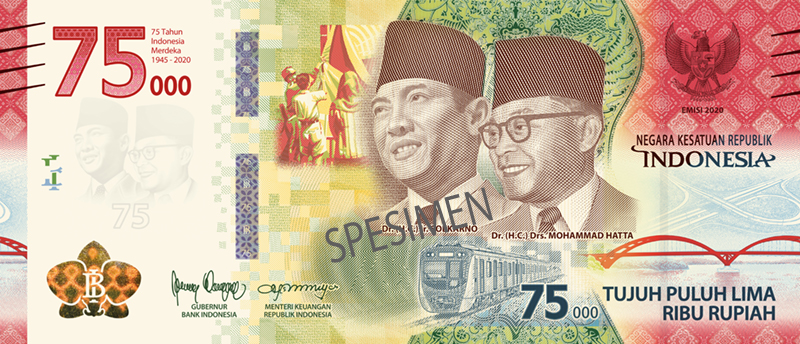 75 000
75 Tahun
Indonesia
Merdeka
1945 - 2020
75
EMISI 2020
NEGARA KESATUAN REPUBLIK
INDONESIA
SPESIMEN
Dr. (H.C.) Ir. SOEKARNO
Dr. (H.C.) Drs. MOHAMMAD HATTA
GUBERNUR
BANK INDONESIA
MENTERI KEUANGAN
REPUBLIK INDONESIA
75 000
TUJUH PULUH LIMA
RIBU RUPIAH